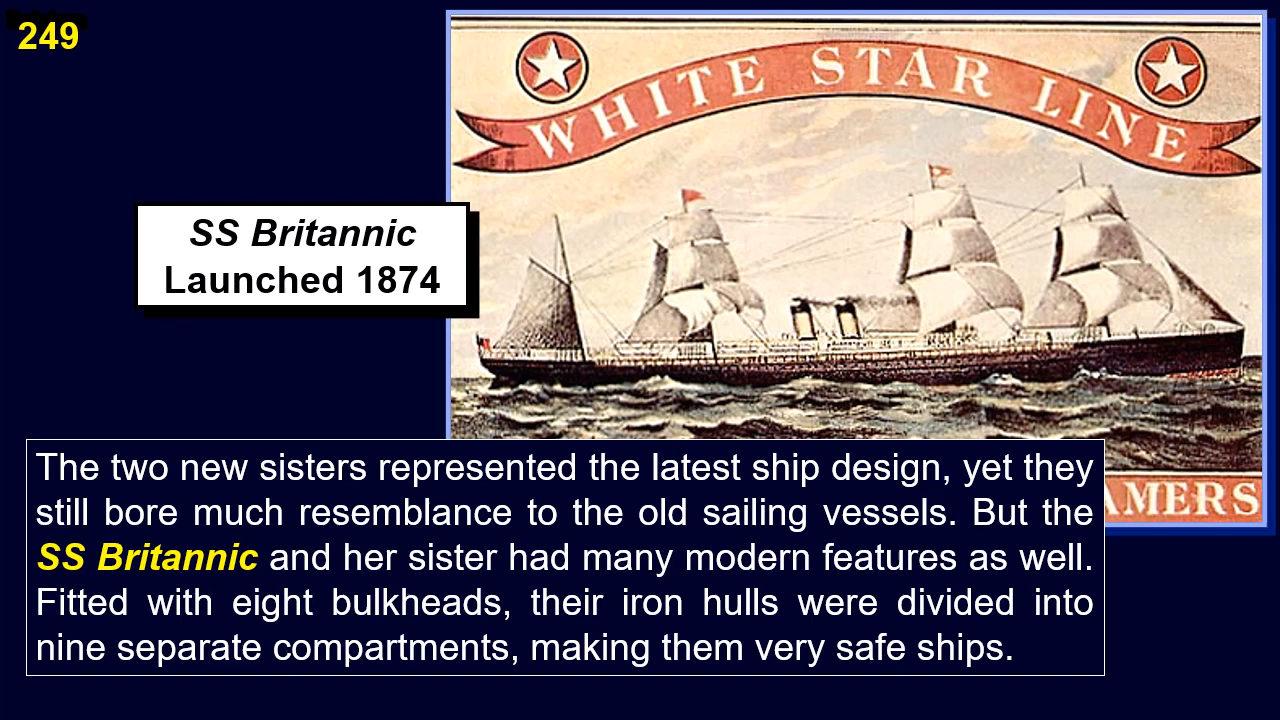 249
WHITE STAR LINE
SS Britannic
Launched 1874
AMERS
The two new sisters represented the latest ship design, yet they
still bore much resemblance to the old sailing vessels. But the
SS Britannic and her sister had many modern features as well.
Fitted with eight bulkheads, their iron hulls were divided into
nine separate compartments, making them very safe ships.